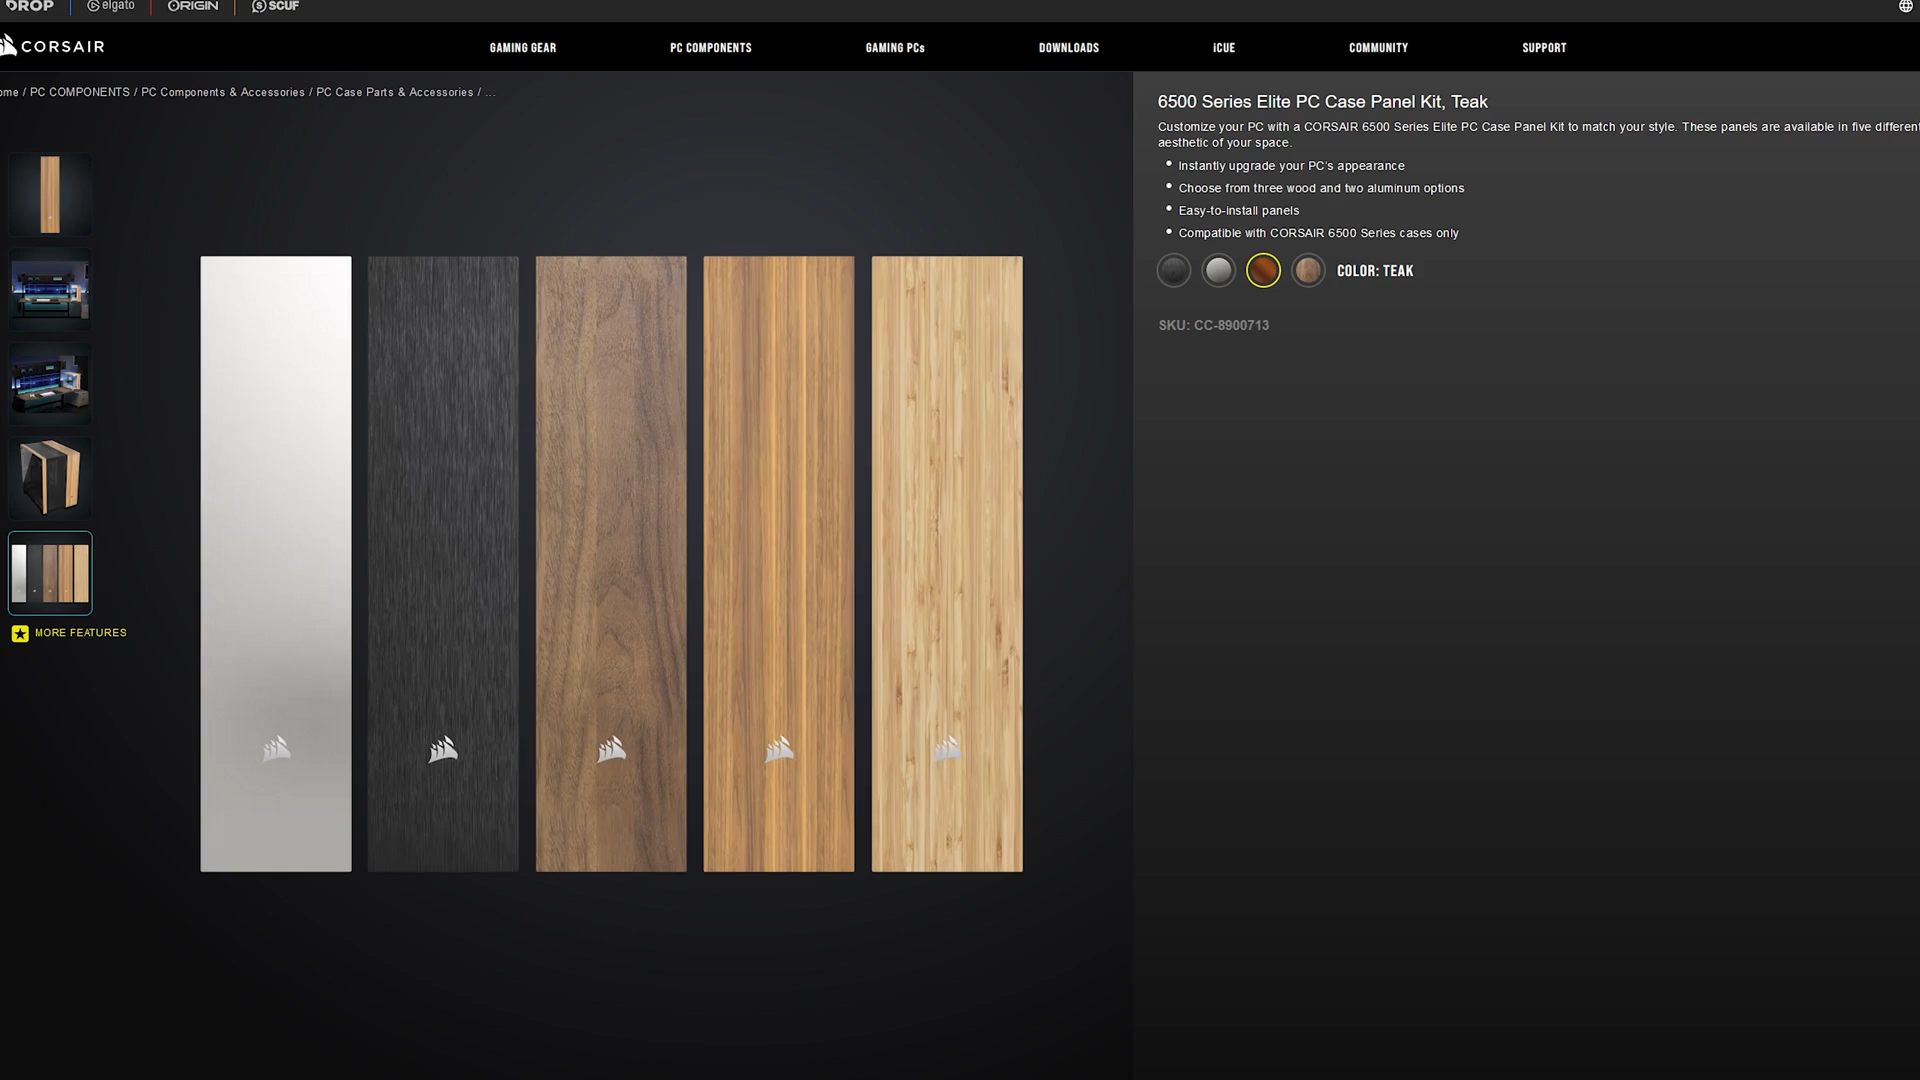 DROP elgato ORIGIN SCUF
CORSAIR GAMING GEAR PC COMPONENTS GAMING PCs DOWNLOADS iCUE COMMUNITY SUPPORT
ome / PC COMPONENTS / PC Components & Accessories / PC Case Parts & Accessories / ...
6500 Series Elite PC Case Panel Kit, Teak
Customize your PC with a CORSAIR 6500 Series Elite PC Case Panel Kit to match your style. These panels are available in five different
aesthetic of your space.
Instantly upgrade your PC's appearance
Choose from three wood and two aluminum options
Easy-to-install panels
Compatible with CORSAIR 6500 Series cases only
COLOR: TEAK
SKU: CC-8900713
MORE FEATURES